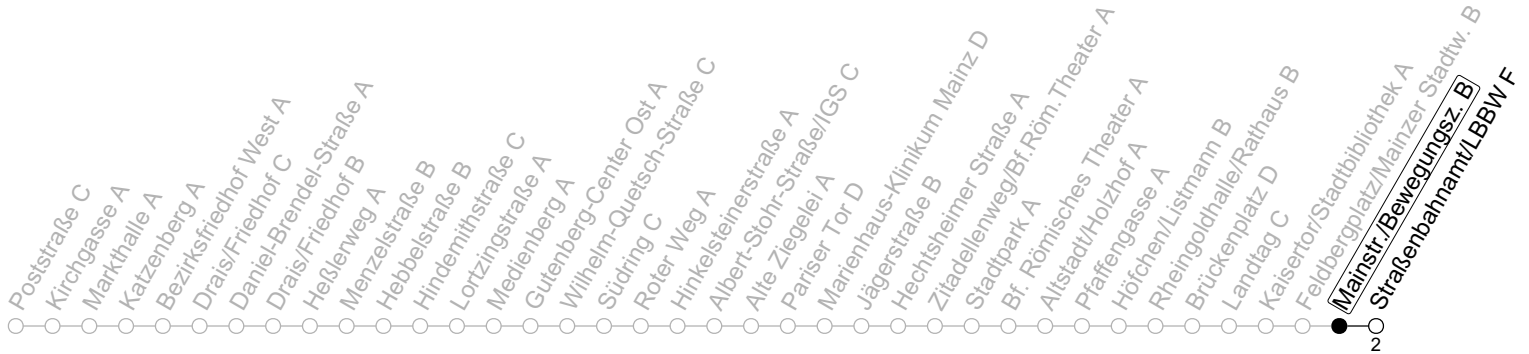 Poststraße C
Kirchgasse A
Markthalle A
Katzenberg A
Bezirksfriedhof West A
Drais/Friedhof C
Daniel-Brendel-Straße A
Drais/Friedhof B
Heßlerweg A
Menzelstraße B
Hebbelstraße B
Hindemithstraße C
Lortzingstraße A
Medienberg A
Gutenberg-Center Ost A
Wilhelm-Quetsch-Straße C
Südring C
Roter Weg A
Hinkelsteinerstraße A
Albert-Stohr-Straße/IGS C
Alte Ziegelei A
Pariser Tor D
Marienhaus-Klinikum Mainz D
Jägerstraße B
Hechtsheimer Straße A
Zitadellenweg/Bf.Röm.Theater A
Stadtpark A
Bf. Römisches Theater A
Altstadt/Holzhof A
Pfaffengasse A
Höfchen/Listmann B
Rheingoldhalle/Rathaus B
Brückenplatz D
Landtag C
Kaisertor/Stadtbibliothek A
Feldbergplatz/Mainzer Stadtw. B
Mainstr./Bewegungsz. B
Straßenbahnamt/LBBW F
2